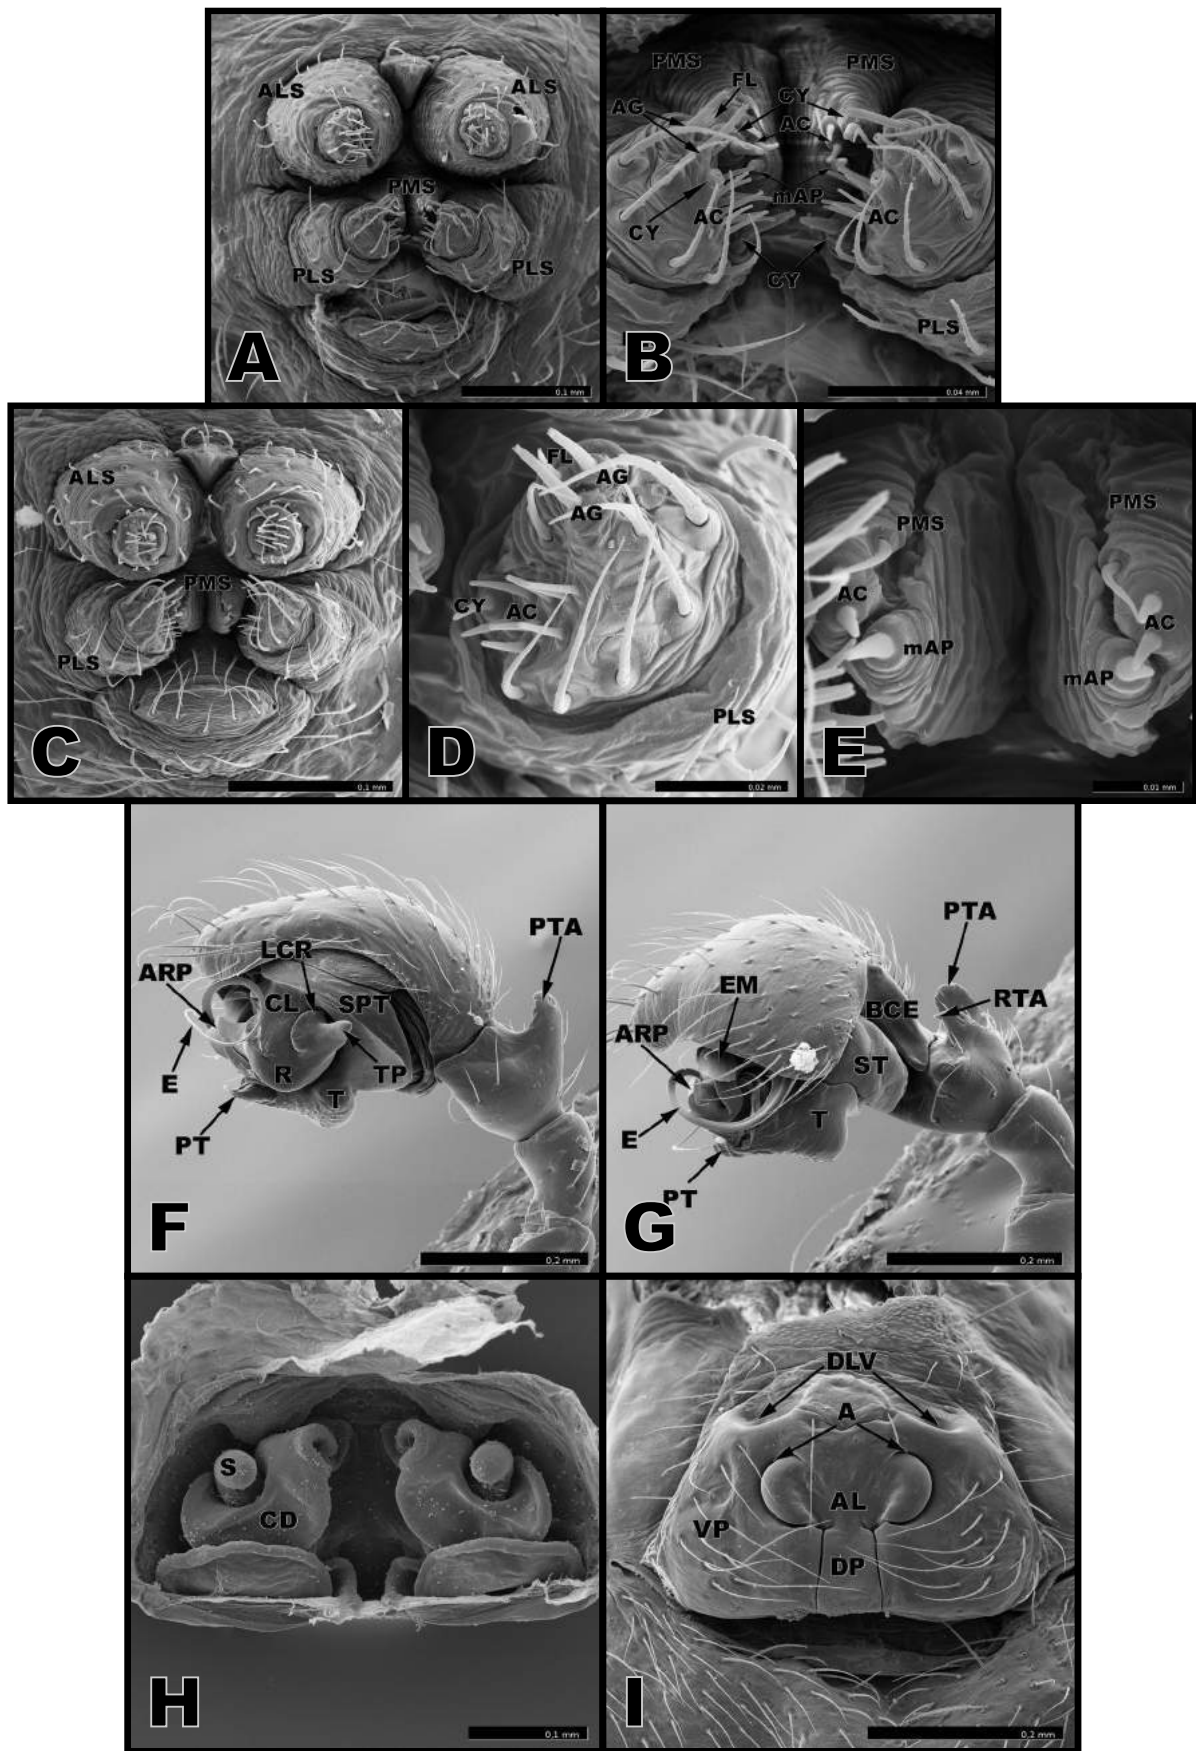 ALS ALS
PMS
PLS PLS
A
0.1 mm
PMS PMS
FL
AG CY
AC
mAP
AC AC
CY
CY
PLS
B
0.04 mm
ALS
PMS
PLS
C
0.1 mm
FL AG
AG
CY AC
PLS
D
0.02 mm
PMS PMS
AC AC
mAP mAP
E
0.01 mm
PTA
LCR
ARP
CL SPT
R TP
E T
PT
F
0,2 mm
PTA
EM RTA
BCE
ARP
ST
T
E
PT
G
0,2 mm
S
CD
H
0,1 mm
DLV
A
AL
VP
DP
I
0,2 mm